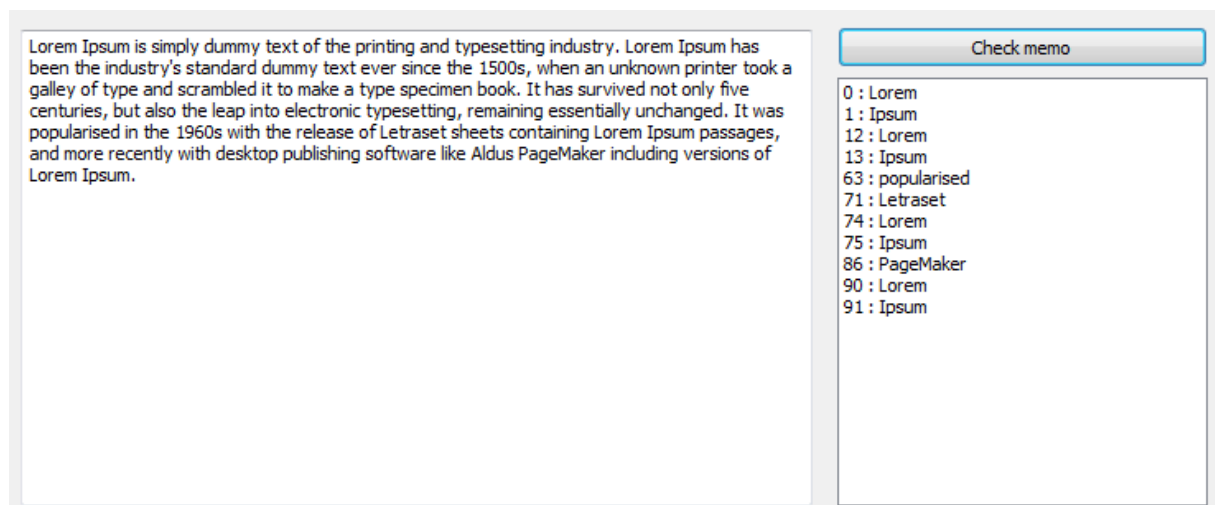 Lorem Ipsum is simply dummy text of the printing and typesetting industry. Lorem Ipsum has
been the industry's standard dummy text ever since the 1500s, when an unknown printer took a
galley of type and scrambled it to make a type specimen book. It has survived not only five
centuries, but also the leap into electronic typesetting, remaining essentially unchanged. It was
popularised in the 1960s with the release of Letraset sheets containing Lorem Ipsum passages,
and more recently with desktop publishing software like Aldus PageMaker including versions of
Lorem Ipsum.
Check memo
0 : Lorem
1 : Ipsum
12 : Lorem
13 : Ipsum
63 : popularised
71 : Letraset
74 : Lorem
75 : Ipsum
86 : PageMaker
90 : Lorem
91 : Ipsum